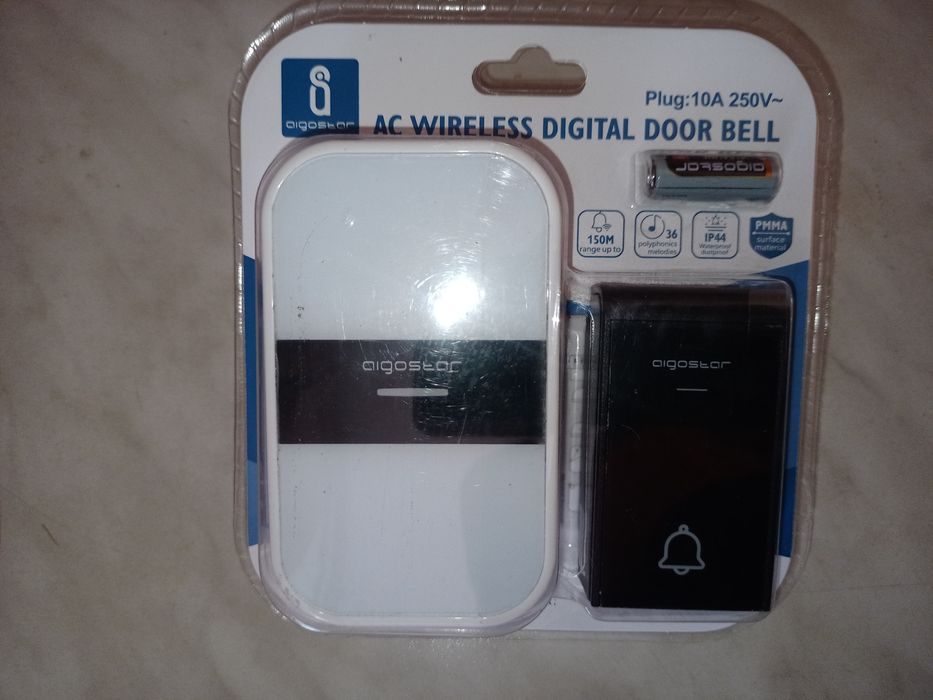 aigostar
Plug:10A 250V~
AC WIRELESS DIGITAL DOOR BELL
aigostar
150M
range up to
36
polyphonics
melodies
IP44
Waterproof
dustproof
PMMA
surface
material
aigostar
aigostar